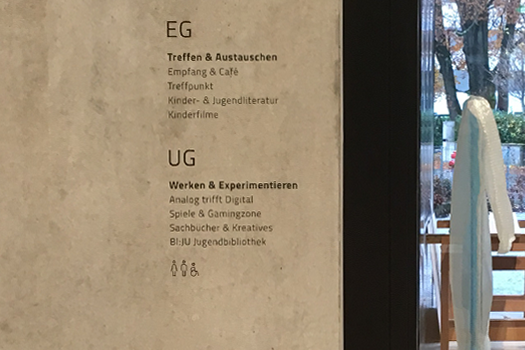 EG
Treffen & Austauschen
Empfang & Café
Treffpunkt
Kinder- & Jugendliteratur
Kinderfilme
UG
Werken & Experimentieren
Analog trifft Digital
Spiele & Gamingzone
Sachbücher & Kreatives
BI:JU Jugendbibliothek